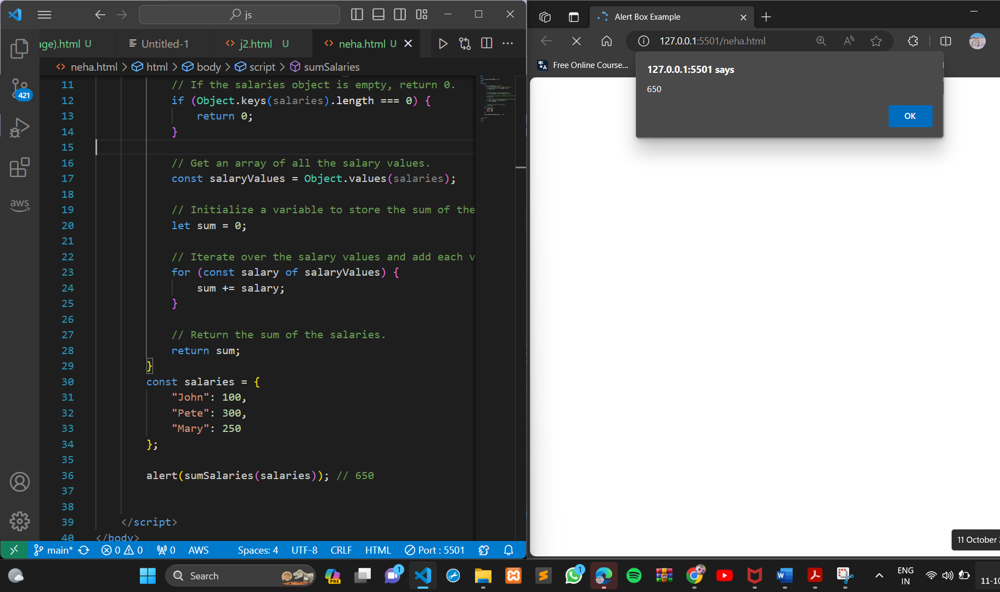 js
age).html U
Untitled-1
j2.html U
neha.html U
neha.html > html > body > script > sumSalaries
421
aws
11 // If the salaries object is empty, return 0.
12 if (Object.keys(salaries).length === 0) {
13 return 0;
14 }
15
16 // Get an array of all the salary values.
17 const salaryValues = Object.values(salaries);
18
19 // Initialize a variable to store the sum of the
20 let sum = 0;
21
22 // Iterate over the salary values and add each v
23 for (const salary of salaryValues) {
24 sum += salary;
25 }
26
27 // Return the sum of the salaries.
28 return sum;
29 }
30 const salaries = {
31 "John": 100,
32 "Pete": 300,
33 "Mary": 250
34 };
35
36 alert(sumSalaries(salaries)); // 650
37
38
39 </script>
40 </body>
main* 0 0 0 AWS Spaces: 4 UTF-8 CRLF HTML Port : 5501
Alert Box Example
127.0.0.1:5501/neha.html
Free Online Course...
127.0.0.1:5501 says
650
OK
11 October
Search
PRE
1
1
ENG
IN
11-10